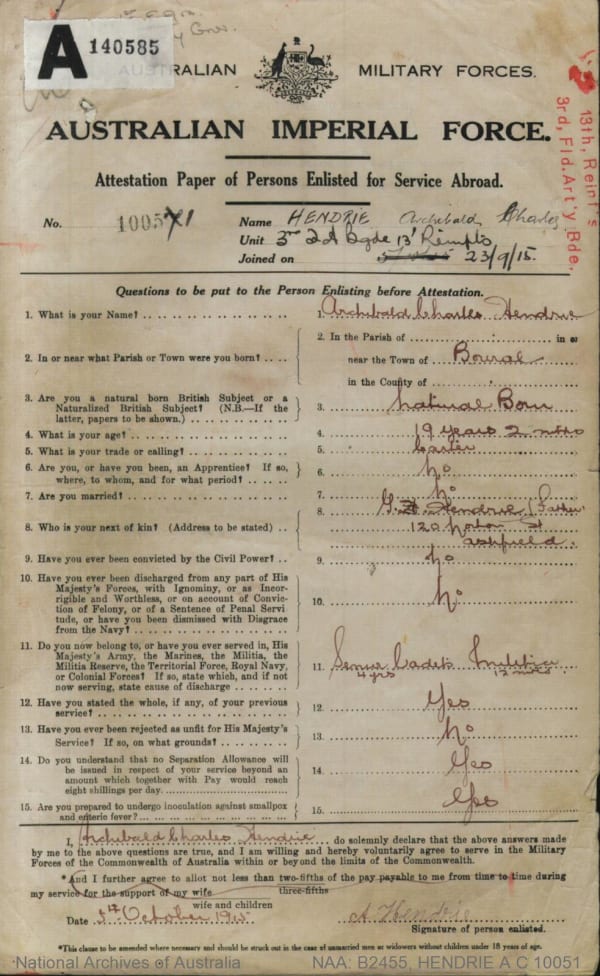 A 140585
AUSTRALIAN MILITARY FORCES.
AUSTRALIAN IMPERIAL FORCE.
13th, Reint's
3rd, Fld. Art'y Bde.
Attestation Paper of Persons Enlisted for Service Abroad.
No. 10051 Name HENDRIE Archibald Charles
Unit 3rd F A Bgde 13' Reinpts
Joined on 23/9/15.
Questions to be put to the Person Enlisting before Attestation.
1. What is your Name? 1. Archibald Charles Hendrie
2. In or near what Parish or Town were you born? 2. In the Parish of in or
near the Town of Bowral
in the County of
3. Are you a natural born British Subject or a
Naturalized British Subject? (N.B.—If the
latter, papers to be shown.) 3. Natural Born
4. What is your age? 4. 19 years 2 mths
5. What is your trade or calling? 5. Carter
6. Are you, or have you been, an Apprentice? If so,
where, to whom, and for what period? 6. No
7. Are you married? 7. No
8. Who is your next of kin? (Address to be stated) 8. Hendrie (Father
120 Norton St
Ashfield.
9. Have you ever been convicted by the Civil Power? 9. No
10. Have you ever been discharged from any part of His
Majesty's Forces, with Ignominy, or as Incor-
rigible and Worthless, or on account of Convic-
tion of Felony, or of a Sentence of Penal Servi
tude, or have you been dismissed with Disgrace
from the Navy? 10. No
11. Do you now belong to, or have you ever served in, His
Majesty's Army, the Marines, the Militia, the
Militia Reserve, the Territorial Force, Royal Navy,
or Colonial Forces? If so, state which, and if not
now serving, state cause of discharge 11. Senior Cadets 4 yrs Militia 12 mths
12. Have you stated the whole, if any, of your previous
service? 12. Yes
13. Have you ever been rejected as unfit for His Majesty's
Service? If so, on what grounds? 13. No
14. Do you understand that no Separation Allowance will
be issued in respect of your service beyond an
amount which together with Pay would reach
eight shillings per day. 14. Yes
15. Are you prepared to undergo inoculation against smallpox
and enteric fever? 15. Yes
I, Archibald Charles Hendrie do solemnly declare that the above answers made
by me to the above questions are true, and I am willing and hereby voluntarily agree to serve in the Military
Forces of the Commonwealth of Australia within or beyond the limits of the Commonwealth.
*And I further agree to allot not less than two-fifths of the pay payable to me from time to time during
three-fifths
my service for the support of my wife
wife and children
Date 5th October 1915 A. Hendrie
Signature of person enlisted.
*This clause to be amended where necessary and should be struck out in the case of unmarried men or widowers without children under 18 years of age.
National Archives of Australia NAA: B2455, HENDRIE A C 10051